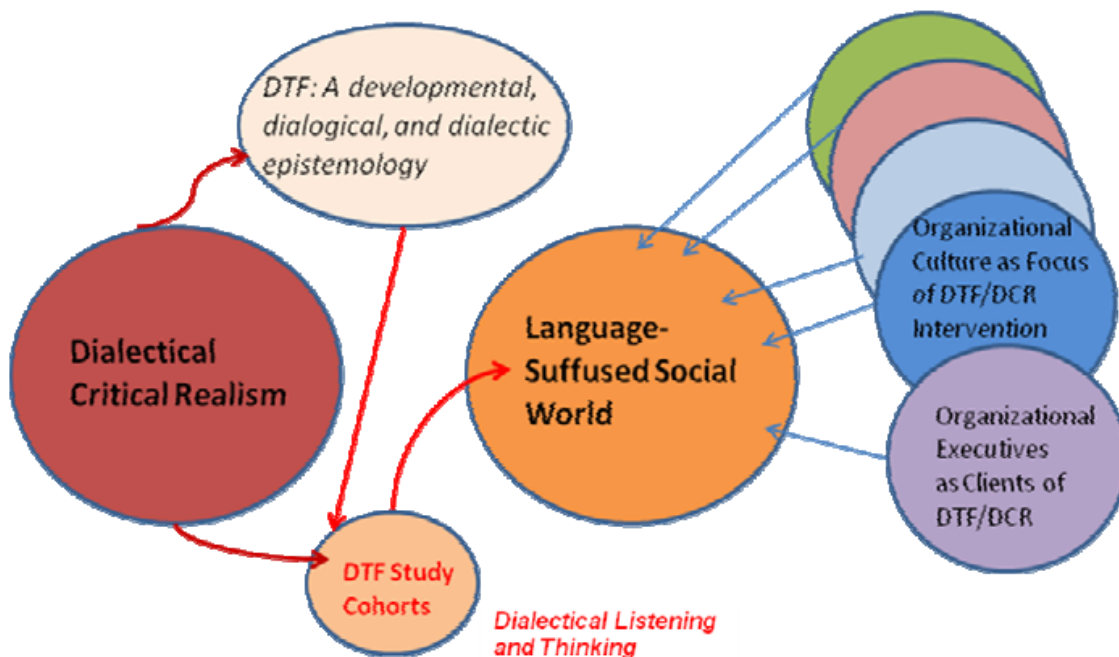 DTF: A developmental,
dialogical, and dialectic
epistemology
Dialectical
Critical Realism
Language-
Suffused Social
World
Organizational
Culture as Focus
of DTF/DCR
Intervention
Organizational
Executives
as Clients of
DTF/DCR
DTF Study
Cohorts
Dialectical Listening
and Thinking